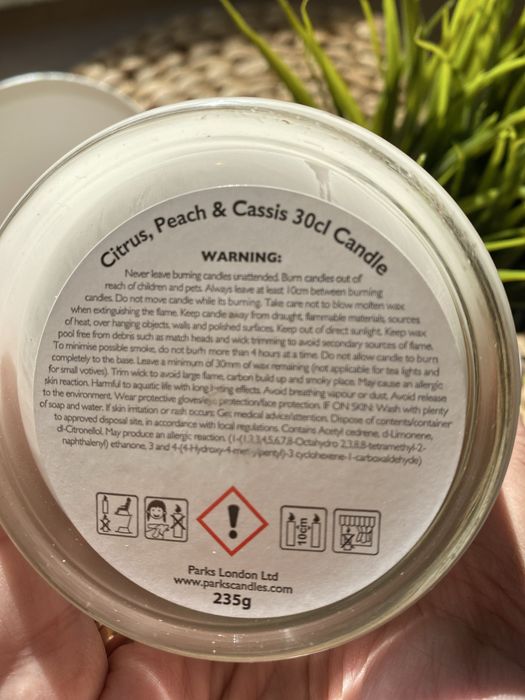 Citrus, Peach & Cassis 30cl Candle
WARNING:
Never leave burning candles unattended. Burn candles out of
reach of children and pets. Always leave at least 10cm between burning
candles. Do not move candle while its burning. Take care not to blow molten wax
when extinguishing the flame. Keep candle away from draught, flammable materials, sources
of heat, over hanging objects, walls and polished surfaces. Keep out of direct sunlight. Keep wax
pool free from debris such as match heads and wick trimming to avoid secondary sources of flame.
To minimise possible smoke, do not burn more than 4 hours at a time. Do not allow candle to burn
completely to the base. Leave a minimum of 30mm of wax remaining (not applicable for tea lights and
for small votives). Trim wick to avoid large flame, carbon build up and smoky place. May cause an allergic
skin reaction. Harmful to aquatic life with long lasting effects. Avoid breathing vapour or dust. Avoid release
to the environment. Wear protective gloves/eye protection/face protection. IF ON SKIN: Wash with plenty
of soap and water. If skin irritation or rash occurs: Get medical advice/attention. Dispose of contents/container
to approved disposal site, in accordance with local regulations. Contains Acetyl cedrene, d-Limonene,
dl-Citronellol. May produce an allergic reaction. (1-(1,2,3,4,5,6,7,8-Octahydro 2,3,8,8-tetramethyl-2-
naphthalenyl) ethanone, 3 and 4-(4-Hydroxy-4-methylpentyl)-3 cyclohexene-1-carboxaldehyde)
10cm
Parks London Ltd
www.parkscandles.com
235g